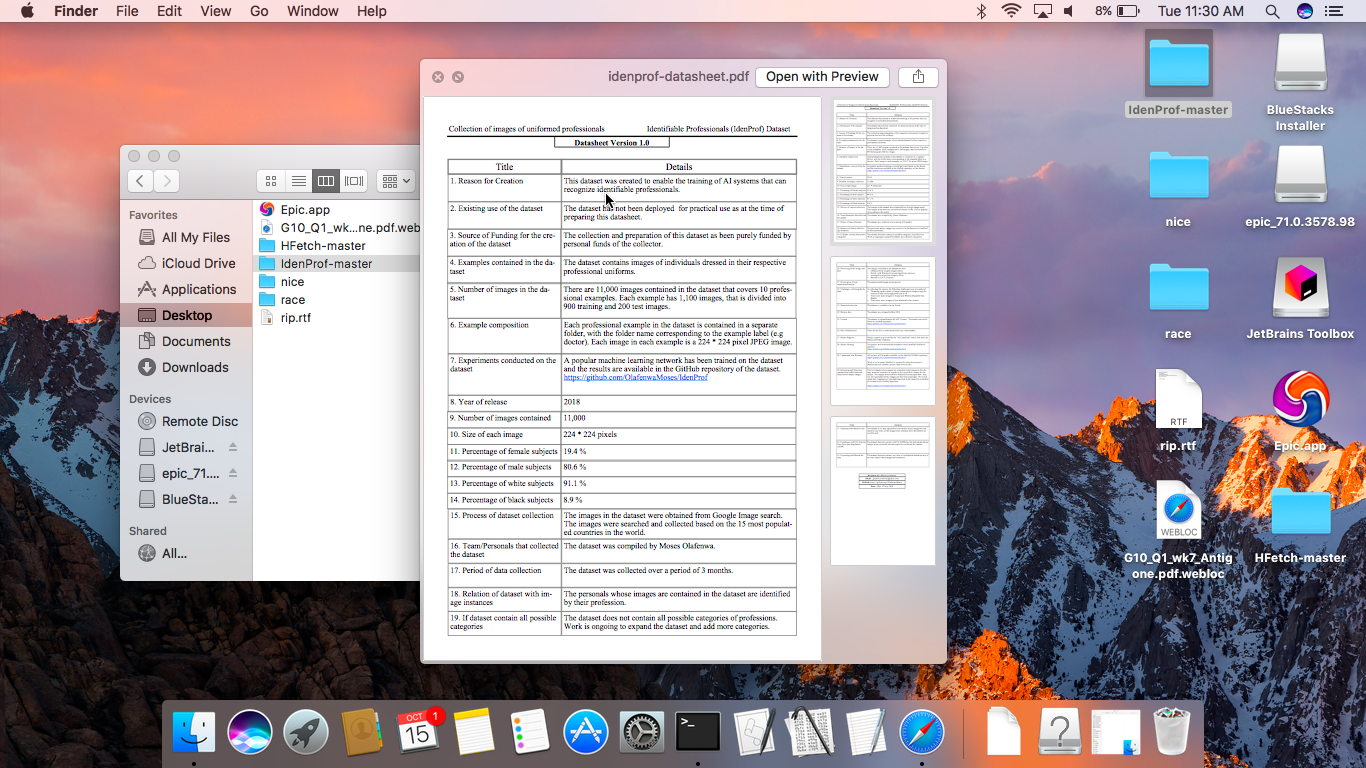 Finder File Edit View Go Window Help
8% Tue 11:30 AM
idenprof-datasheet.pdf Open with Preview
Collection of images of uniformed professionals Identifiable Professionals (IdenProf) Dataset
Datasheet Version 1.0
Title Details
1. Reason for Creation This dataset was created to enable the training of AI systems that can
recognize identifiable professionals.
2. Existing use of the dataset The dataset has not been deployed for practical use as at the time of
preparing this datasheet.
3. Source of Funding for the cre- The collection and preparation of this dataset as been purely funded by
ation of the dataset personal funds of the collector.
4. Examples contained in the da- The dataset contains images of individuals dressed in their respective
taset professional uniforms.
5. Number of images in the da- There are 11,000 images contained in the dataset that covers 10 profes-
taset sional examples. Each example has 1,100 images, that is divided into
900 training and 200 test images.
6. Example composition Each professional example in the dataset is contained in a separate
folder, with the folder name corresponding to the example label (e.g
doctor). Each image in each example is a 224 * 224 pixel JPEG image.
7. Experiments conducted on the A popular machine learning network has been trained on the dataset
dataset and the results are available in the GitHub repository of the dataset.
https://github.com/OlafenwaMoses/IdenProf
8. Year of release 2018
9. Number of images contained 11,000
10. Size of each image 224 * 224 pixels
11. Percentage of female subjects 19.4 %
12. Percentage of male subjects 80.6 %
13. Percentage of white subjects 91.1 %
14. Percentage of black subjects 8.9 %
15. Process of dataset collection The images in the dataset were obtained from Google Image search.
The images were searched and collected based on the 15 most populat-
ed countries in the world.
16. Team/Personals that collected The dataset was compiled by Moses Olafenwa.
the dataset
17. Period of data collection The dataset was collected over a period of 3 months.
18. Relation of dataset with im- The personals whose images are contained in the dataset are identified
age instances by their profession.
19. If dataset contain all possible The dataset does not contain all possible categories of professions.
categories Work is ongoing to expand the dataset and add more categories.
Favorites
All My Files
iCloud Drive
Applications
Desktop
Documents
Downloads
Devices
Remote Disc
JetBrai...
epic_71....
BlueSta...
Shared
All...
Epic.app
G10_Q1_wk...ne.pdf.web
HFetch-master
IdenProf-master
nice
race
rip.rtf
IdenProf-master
BlueStacks
Installer
nice
epic_71.0.3578.98
race
JetBrains Toolbox
RTF
rip.rtf
Epic.app
WEBLOC
G10_Q1_wk7_Antig
one.pdf.webloc
HFetch-master
OCT
15
1